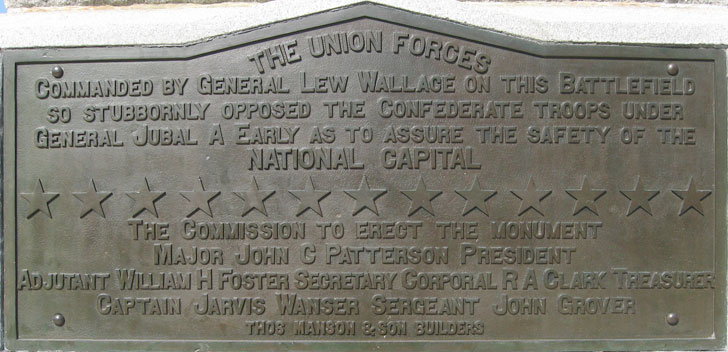 THE UNION FORCES
COMMANDED BY GENERAL LEW WALLACE ON THIS BATTLEFIELD
SO STUBBORNLY OPPOSED THE CONFEDERATE TROOPS UNDER
GENERAL JUBAL A EARLY AS TO ASSURE THE SAFETY OF THE
NATIONAL CAPITAL
THE COMMISSION TO ERECT THE MONUMENT
MAJOR JOHN C PATTERSON PRESIDENT
ADJUTANT WILLIAM H FOSTER SECRETARY CORPORAL R A CLARK TREASURER
CAPTAIN JARVIS WANSER SERGEANT JOHN GROVER
THOS MANSON & SON BUILDERS